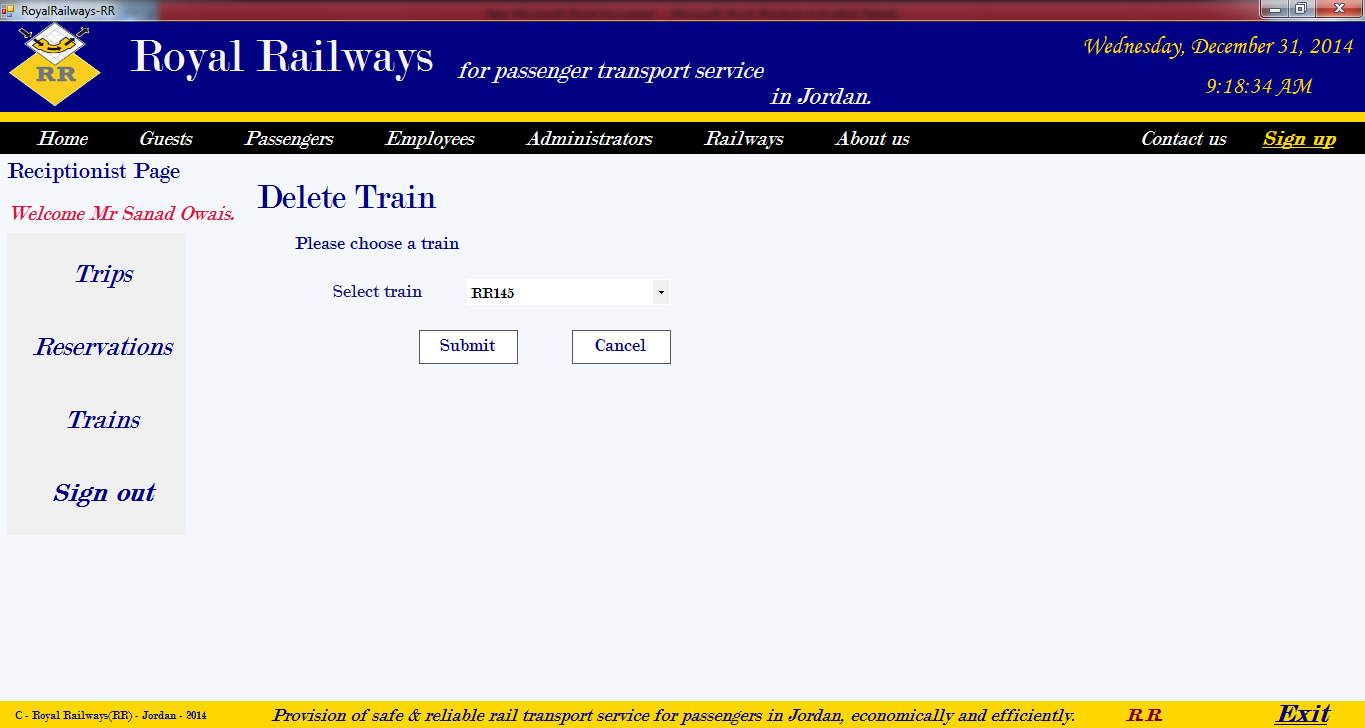 RoyalRailways-RR
RR
Royal Railways
for passenger transport service
in Jordan.
Wednesday, December 31, 2014
9:18:34 AM
Home Guests Passengers Employees Administrators Railways About us Contact us Sign up
Reciptionist Page
Welcome Mr Sanad Owais.
Trips
Reservations
Trains
Sign out
Delete Train
Please choose a train
Select train RR145
Submit Cancel
C - Royal Railways(RR) - Jordan - 2014 Provision of safe & reliable rail transport service for passengers in Jordan, economically and efficiently. R.R Exit